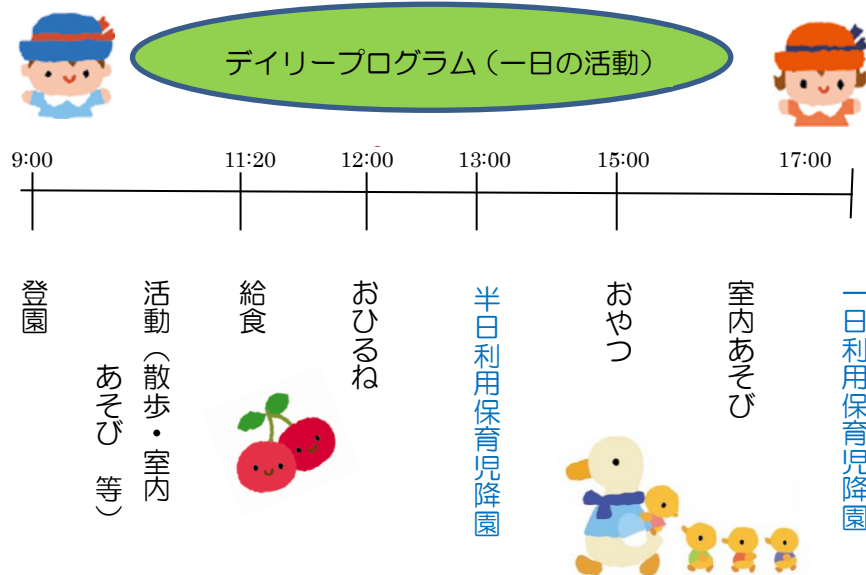 デイリープログラム（一日の活動）
9:00
11:20
12:00
13:00
15:00
17:00
登園
活動（散歩・室内
あそび　等）
給食
おひるね
半日利用保育児降園
おやつ
室内あそび
一日利用保育児降園